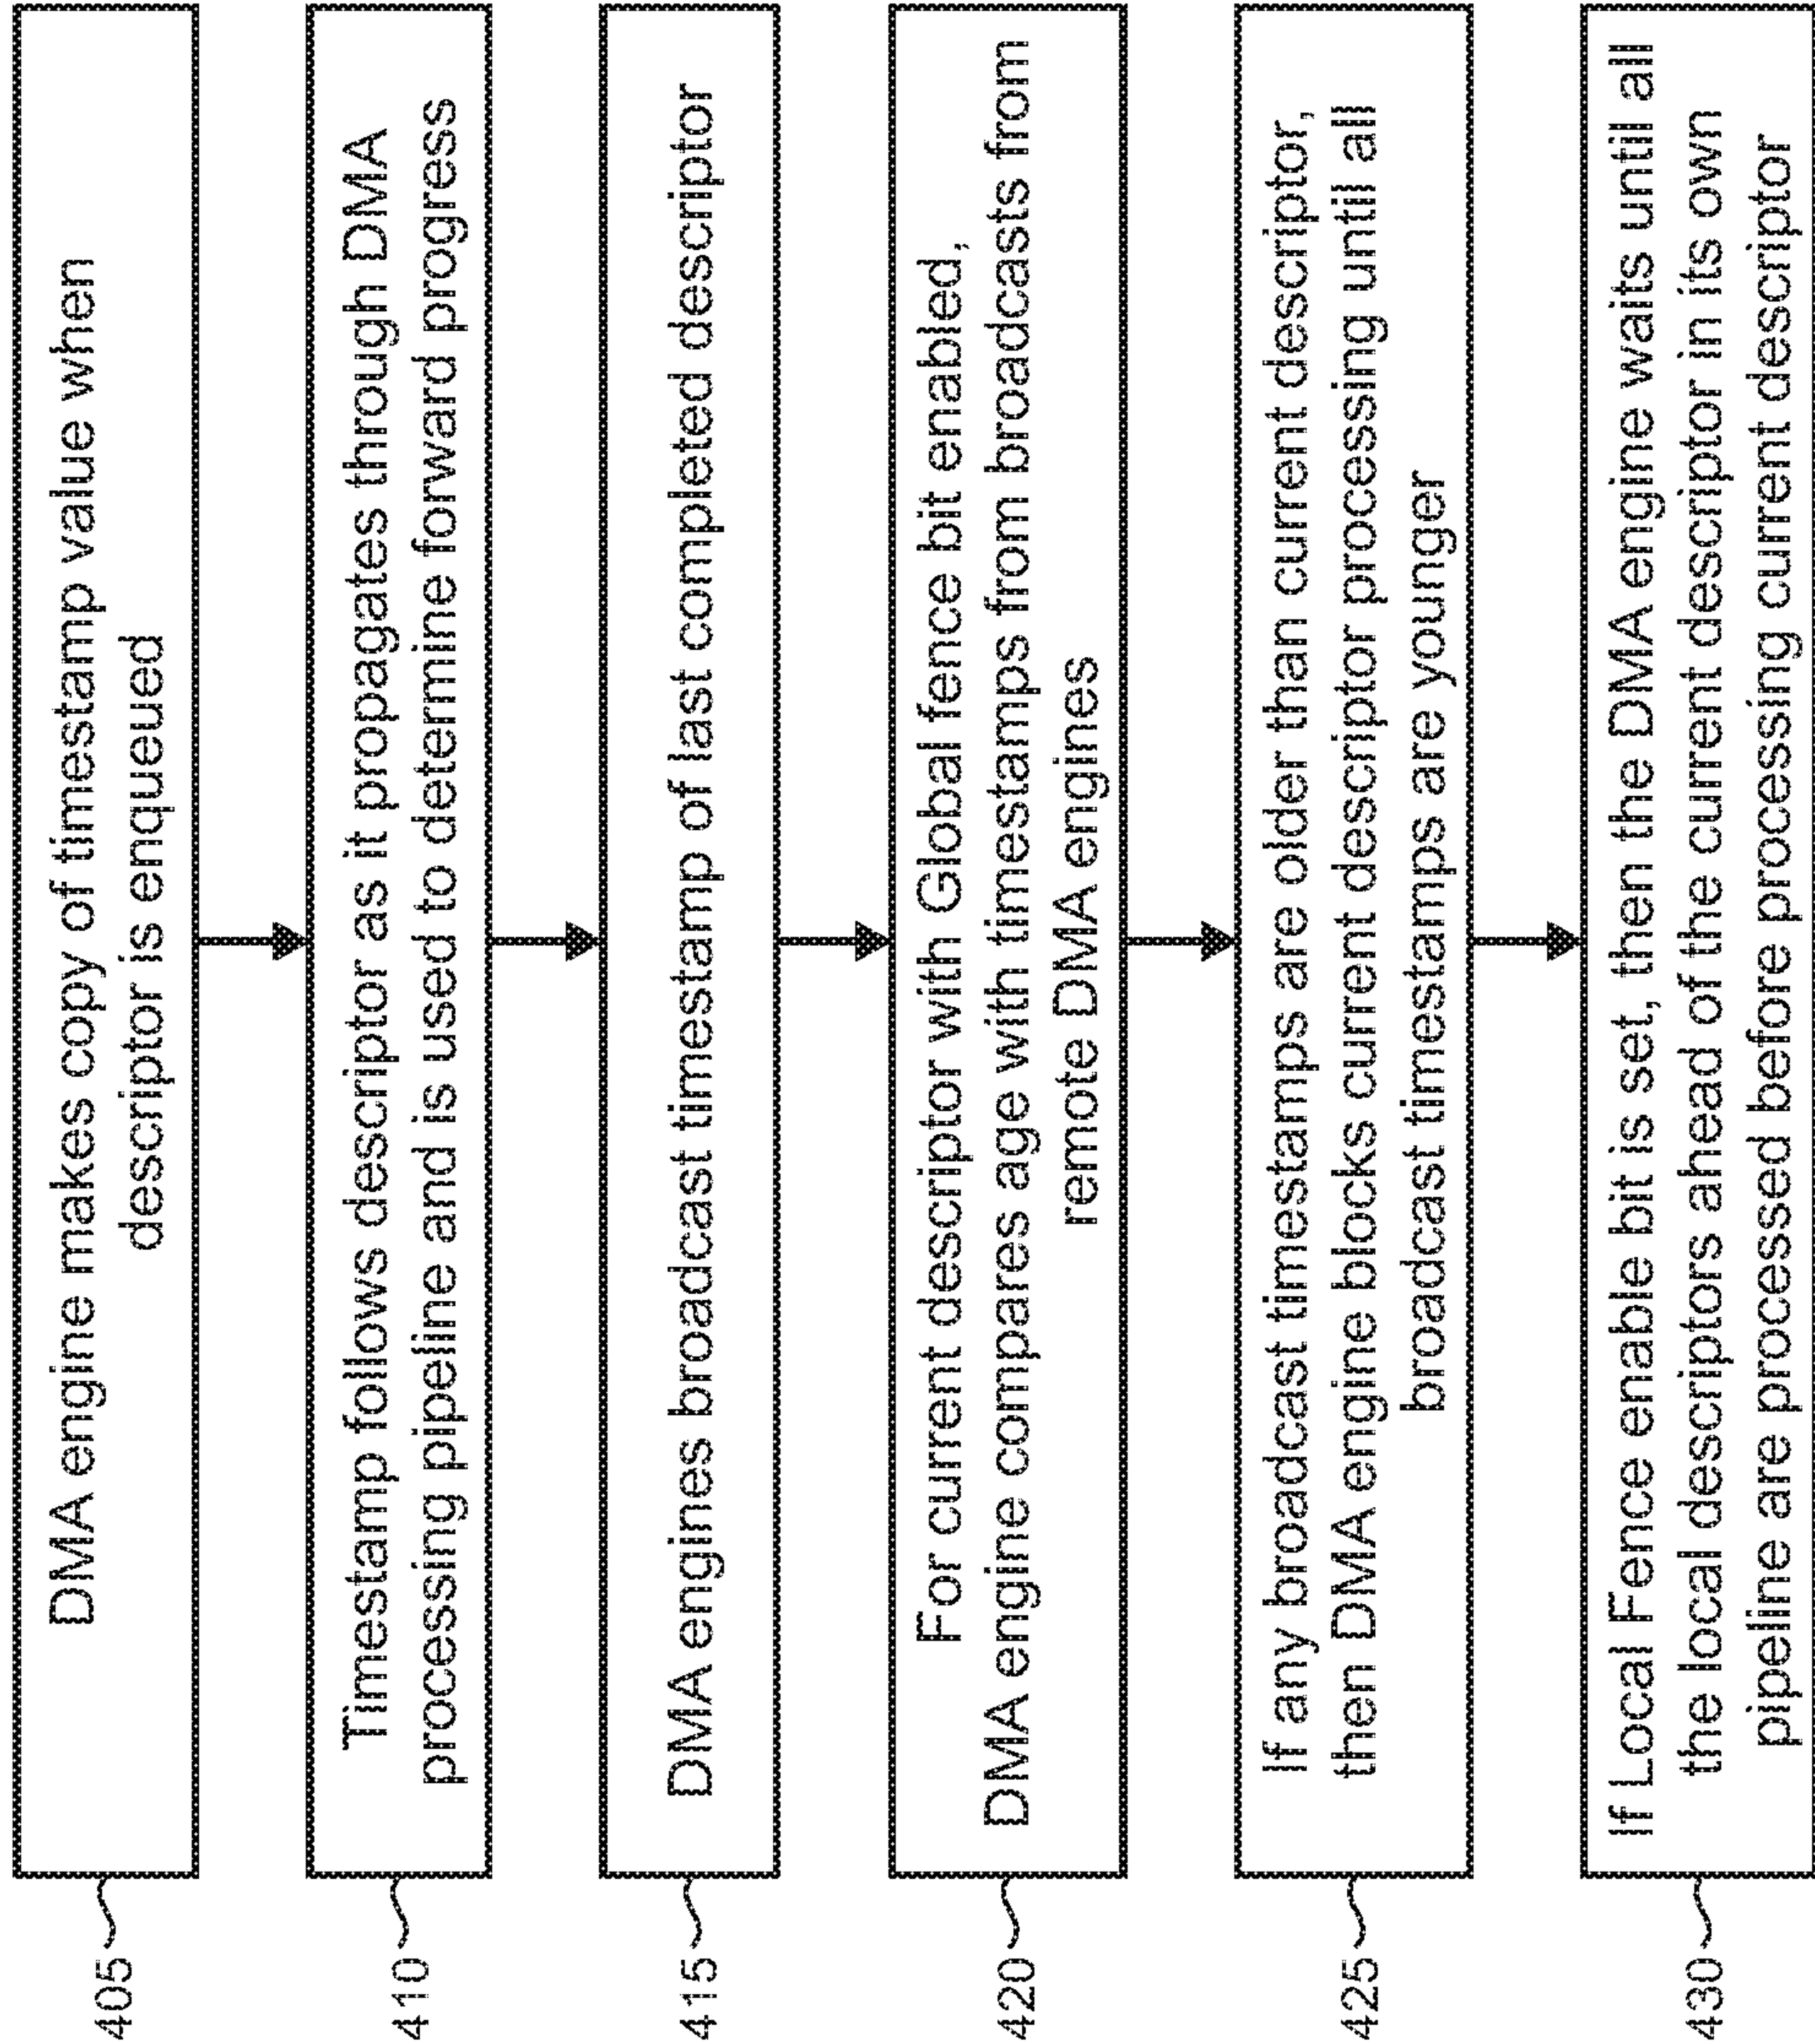 405
DMA engine makes copy of timestamp value when
descriptor is enqueued
410
Timestamp follows descriptor as it propagates through DMA
processing pipeline and is used to determine forward progress
415
DMA engines broadcast timestamp of last completed descriptor
420
For current descriptor with Global fence bit enabled,
DMA engine compares age with timestamps from broadcasts from
remote DMA engines
425
If any broadcast timestamps are older than current descriptor,
then DMA engine blocks current descriptor processing until all
broadcast timestamps are younger
430
If Local Fence enable bit is set, then the DMA engine waits until all
the local descriptors ahead of the current descriptor in its own
pipeline are processed before processing current descriptor